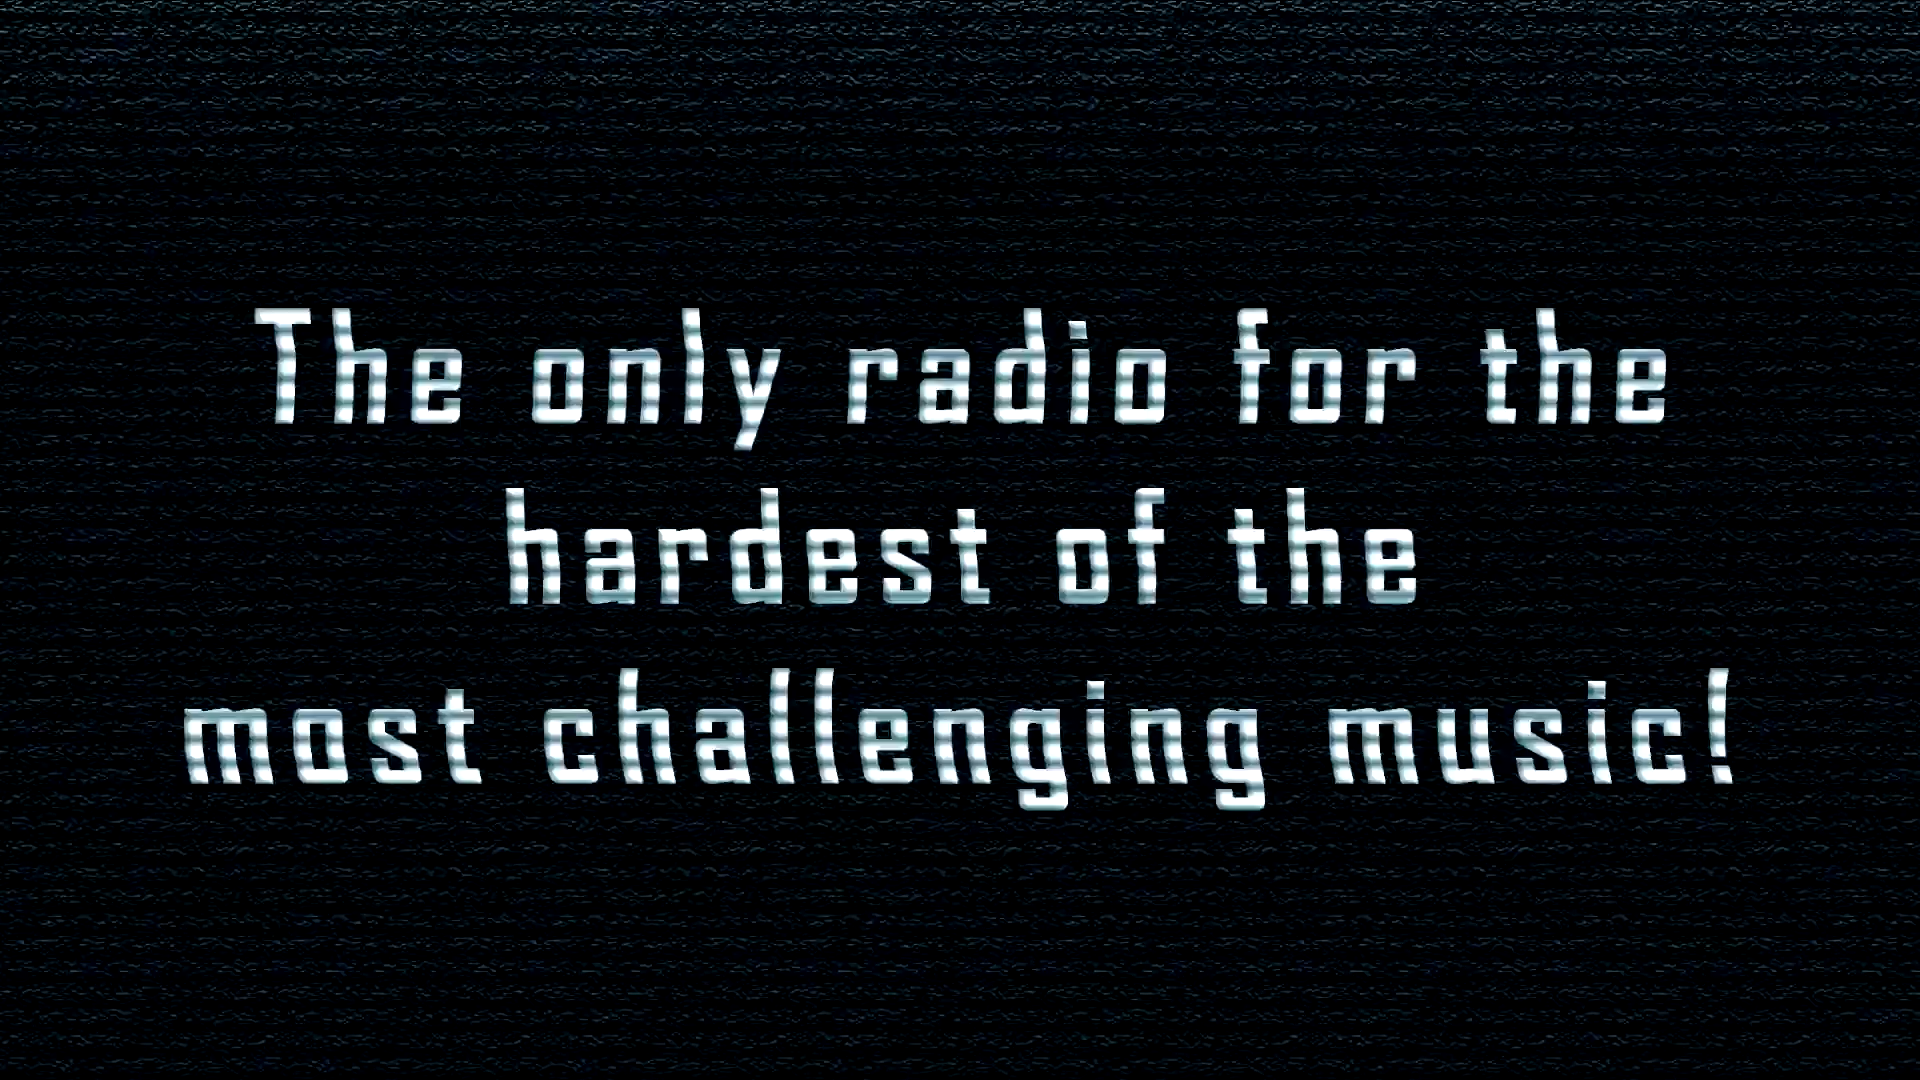 The only radio for the
hardest of the
most challenging music!